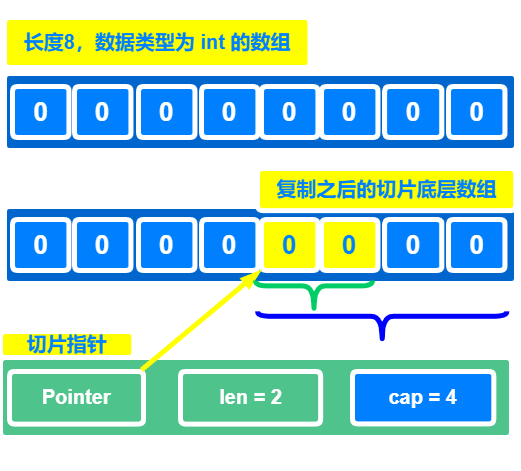 长度8，数据类型为 int 的数组
0 0 0 0 0 0 0 0
复制之后的切片底层数组
0 0 0 0 0 0 0 0
切片指针
Pointer len = 2 cap = 4